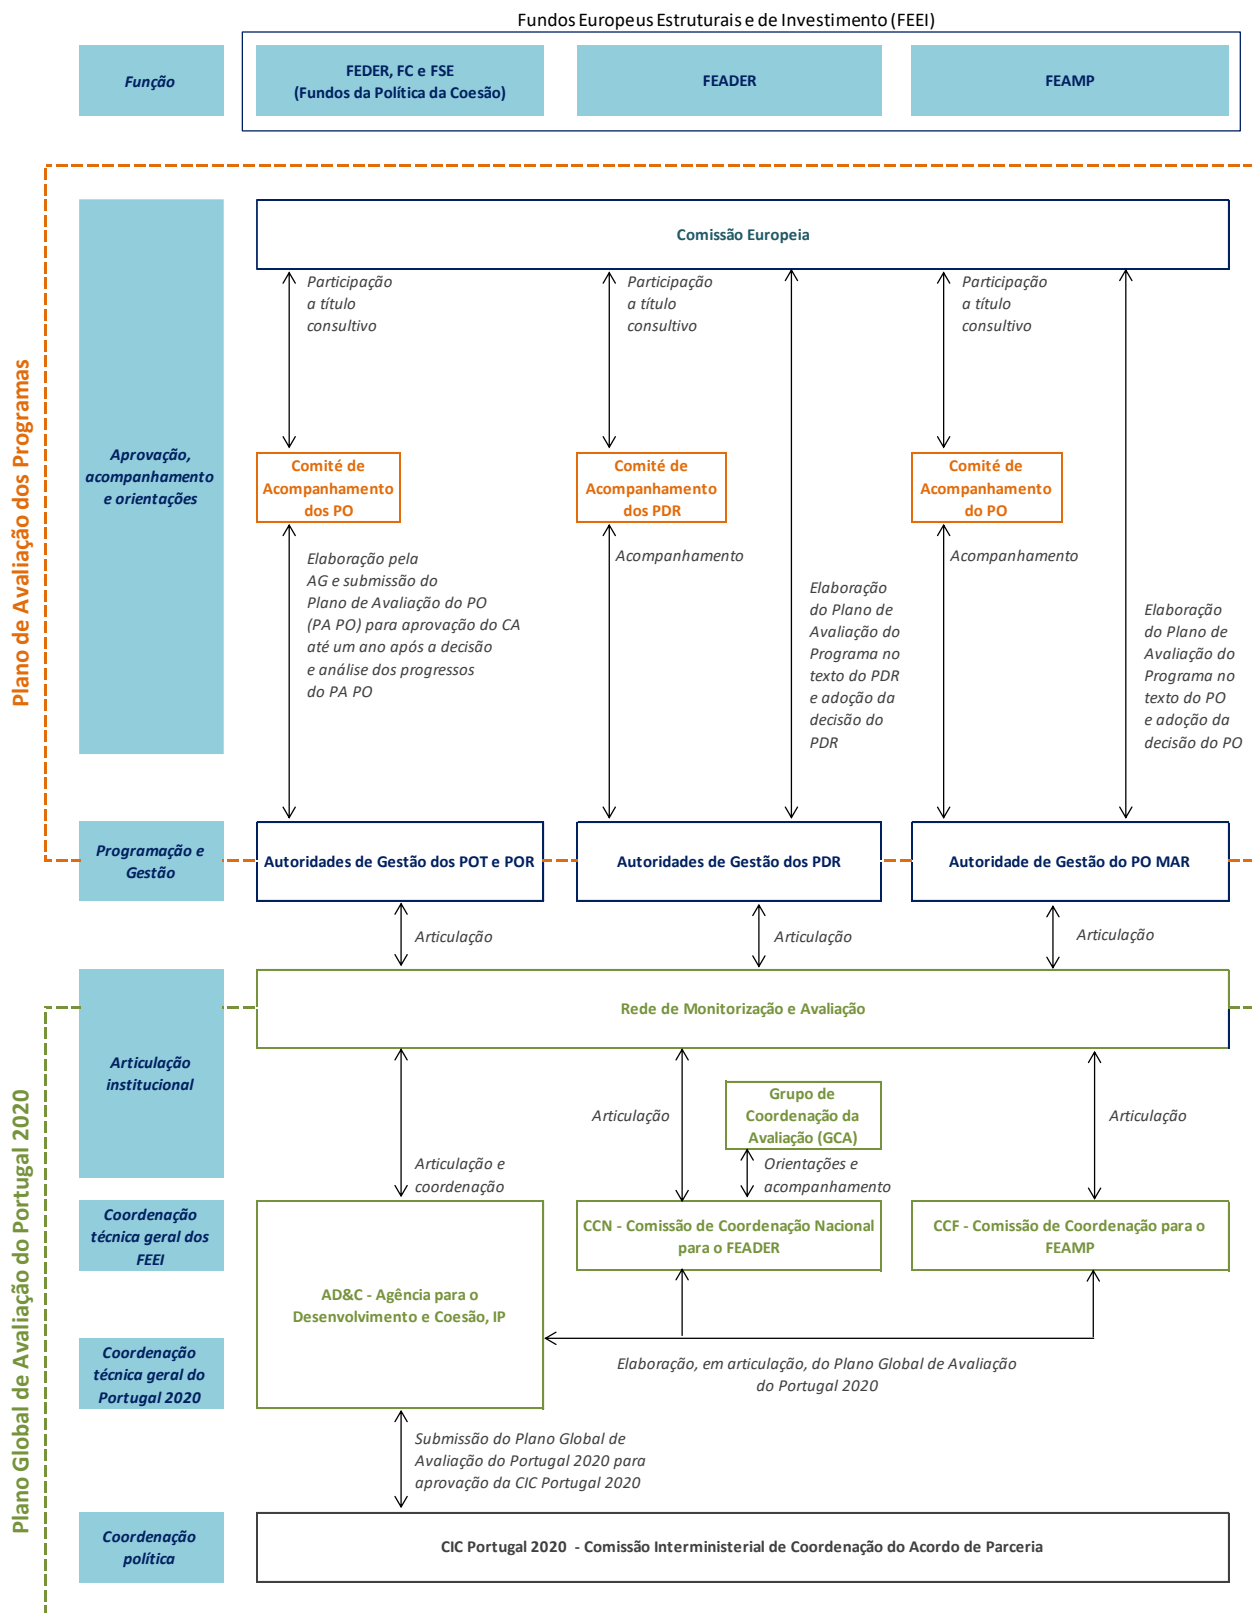 Fundos Europeus Estruturais e de Investimento (FEEI)
Função
FEDER, FC e FSE
(Fundos da Política da Coesão)
FEADER
FEAMP
Plano de Avaliação dos Programas
Aprovação,
acompanhamento
e orientações
Comissão Europeia
Participação
a título
consultivo
Participação
a título
consultivo
Participação
a título
consultivo
Comité de
Acompanhamento
dos PO
Comité de
Acompanhamento
dos PDR
Comité de
Acompanhamento
do PO
Elaboração pela
AG e submissão do
Plano de Avaliação do PO
(PA PO) para aprovação do CA
até um ano após a decisão
e análise dos progressos
do PA PO
Acompanhamento
Elaboração
do Plano de
Avaliação do
Programa no
texto do PDR
e adoção da
decisão do
PDR
Acompanhamento
Elaboração
do Plano de
Avaliação do
Programa no
texto do PO
e adoção da
decisão do PO
Programação e
Gestão
Autoridades de Gestão dos POT e POR
Autoridades de Gestão dos PDR
Autoridade de Gestão do PO MAR
Articulação
Articulação
Articulação
Plano Global de Avaliação do Portugal 2020
Articulação
institucional
Rede de Monitorização e Avaliação
Articulação e
coordenação
Articulação
Grupo de
Coordenação da
Avaliação (GCA)
Orientações e
acompanhamento
Articulação
Coordenação
técnica geral dos
FEEI
AD&C - Agência para o
Desenvolvimento e Coesão, IP
CCN - Comissão de Coordenação Nacional
para o FEADER
CCF - Comissão de Coordenação para o
FEAMP
Coordenação
técnica geral do
Portugal 2020
Elaboração, em articulação, do Plano Global de Avaliação
do Portugal 2020
Submissão do Plano Global de
Avaliação do Portugal 2020 para
aprovação da CIC Portugal 2020
Coordenação
política
CIC Portugal 2020 - Comissão Interministerial de Coordenação do Acordo de Parceria